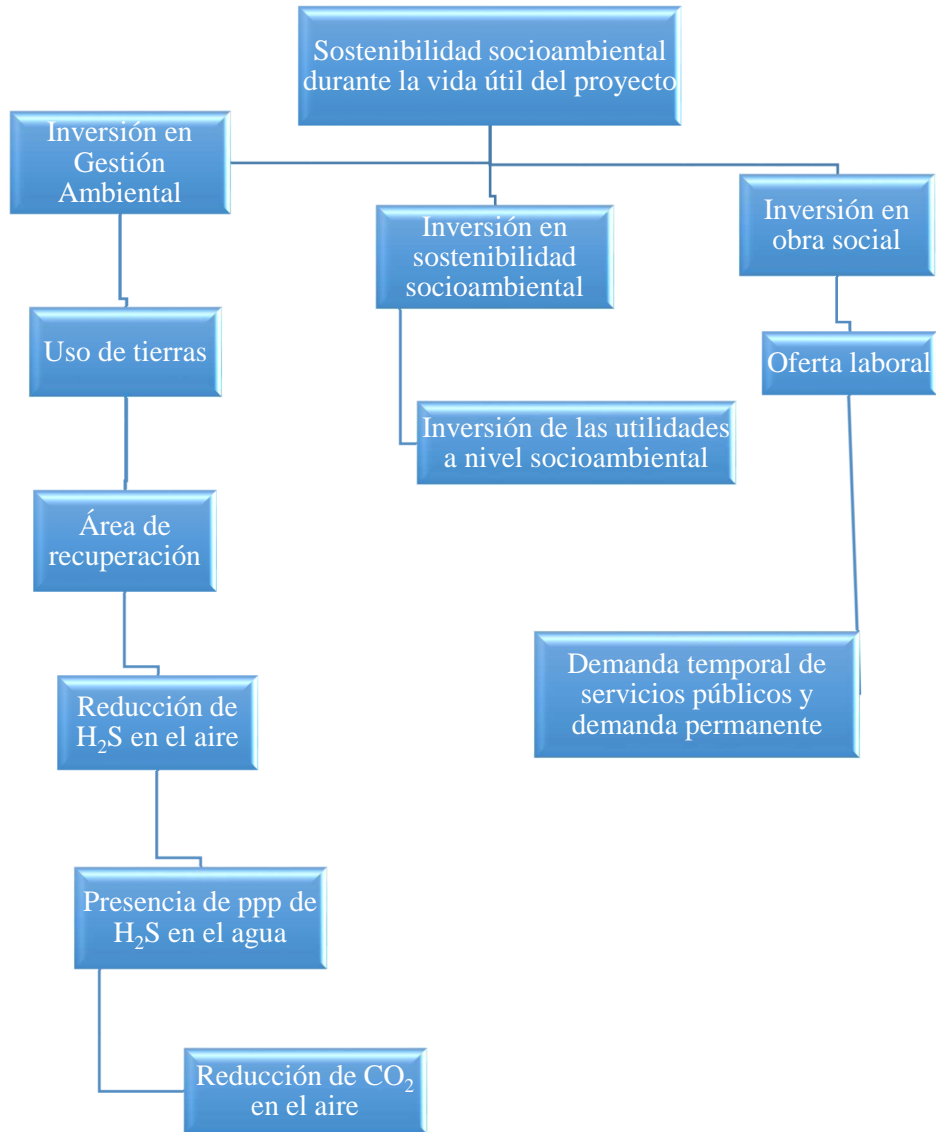 Sostenibilidad socioambiental
durante la vida útil del proyecto
Inversión en
Gestión
Ambiental
Inversión en
sostenibilidad
socioambiental
Inversión en
obra social
Uso de tierras
Oferta laboral
Inversión de las utilidades
a nivel socioambiental
Área de
recuperación
Demanda temporal de
servicios públicos y
demanda permanente
Reducción de
H₂S en el aire
Presencia de ppp de
H₂S en el agua
Reducción de CO₂
en el aire